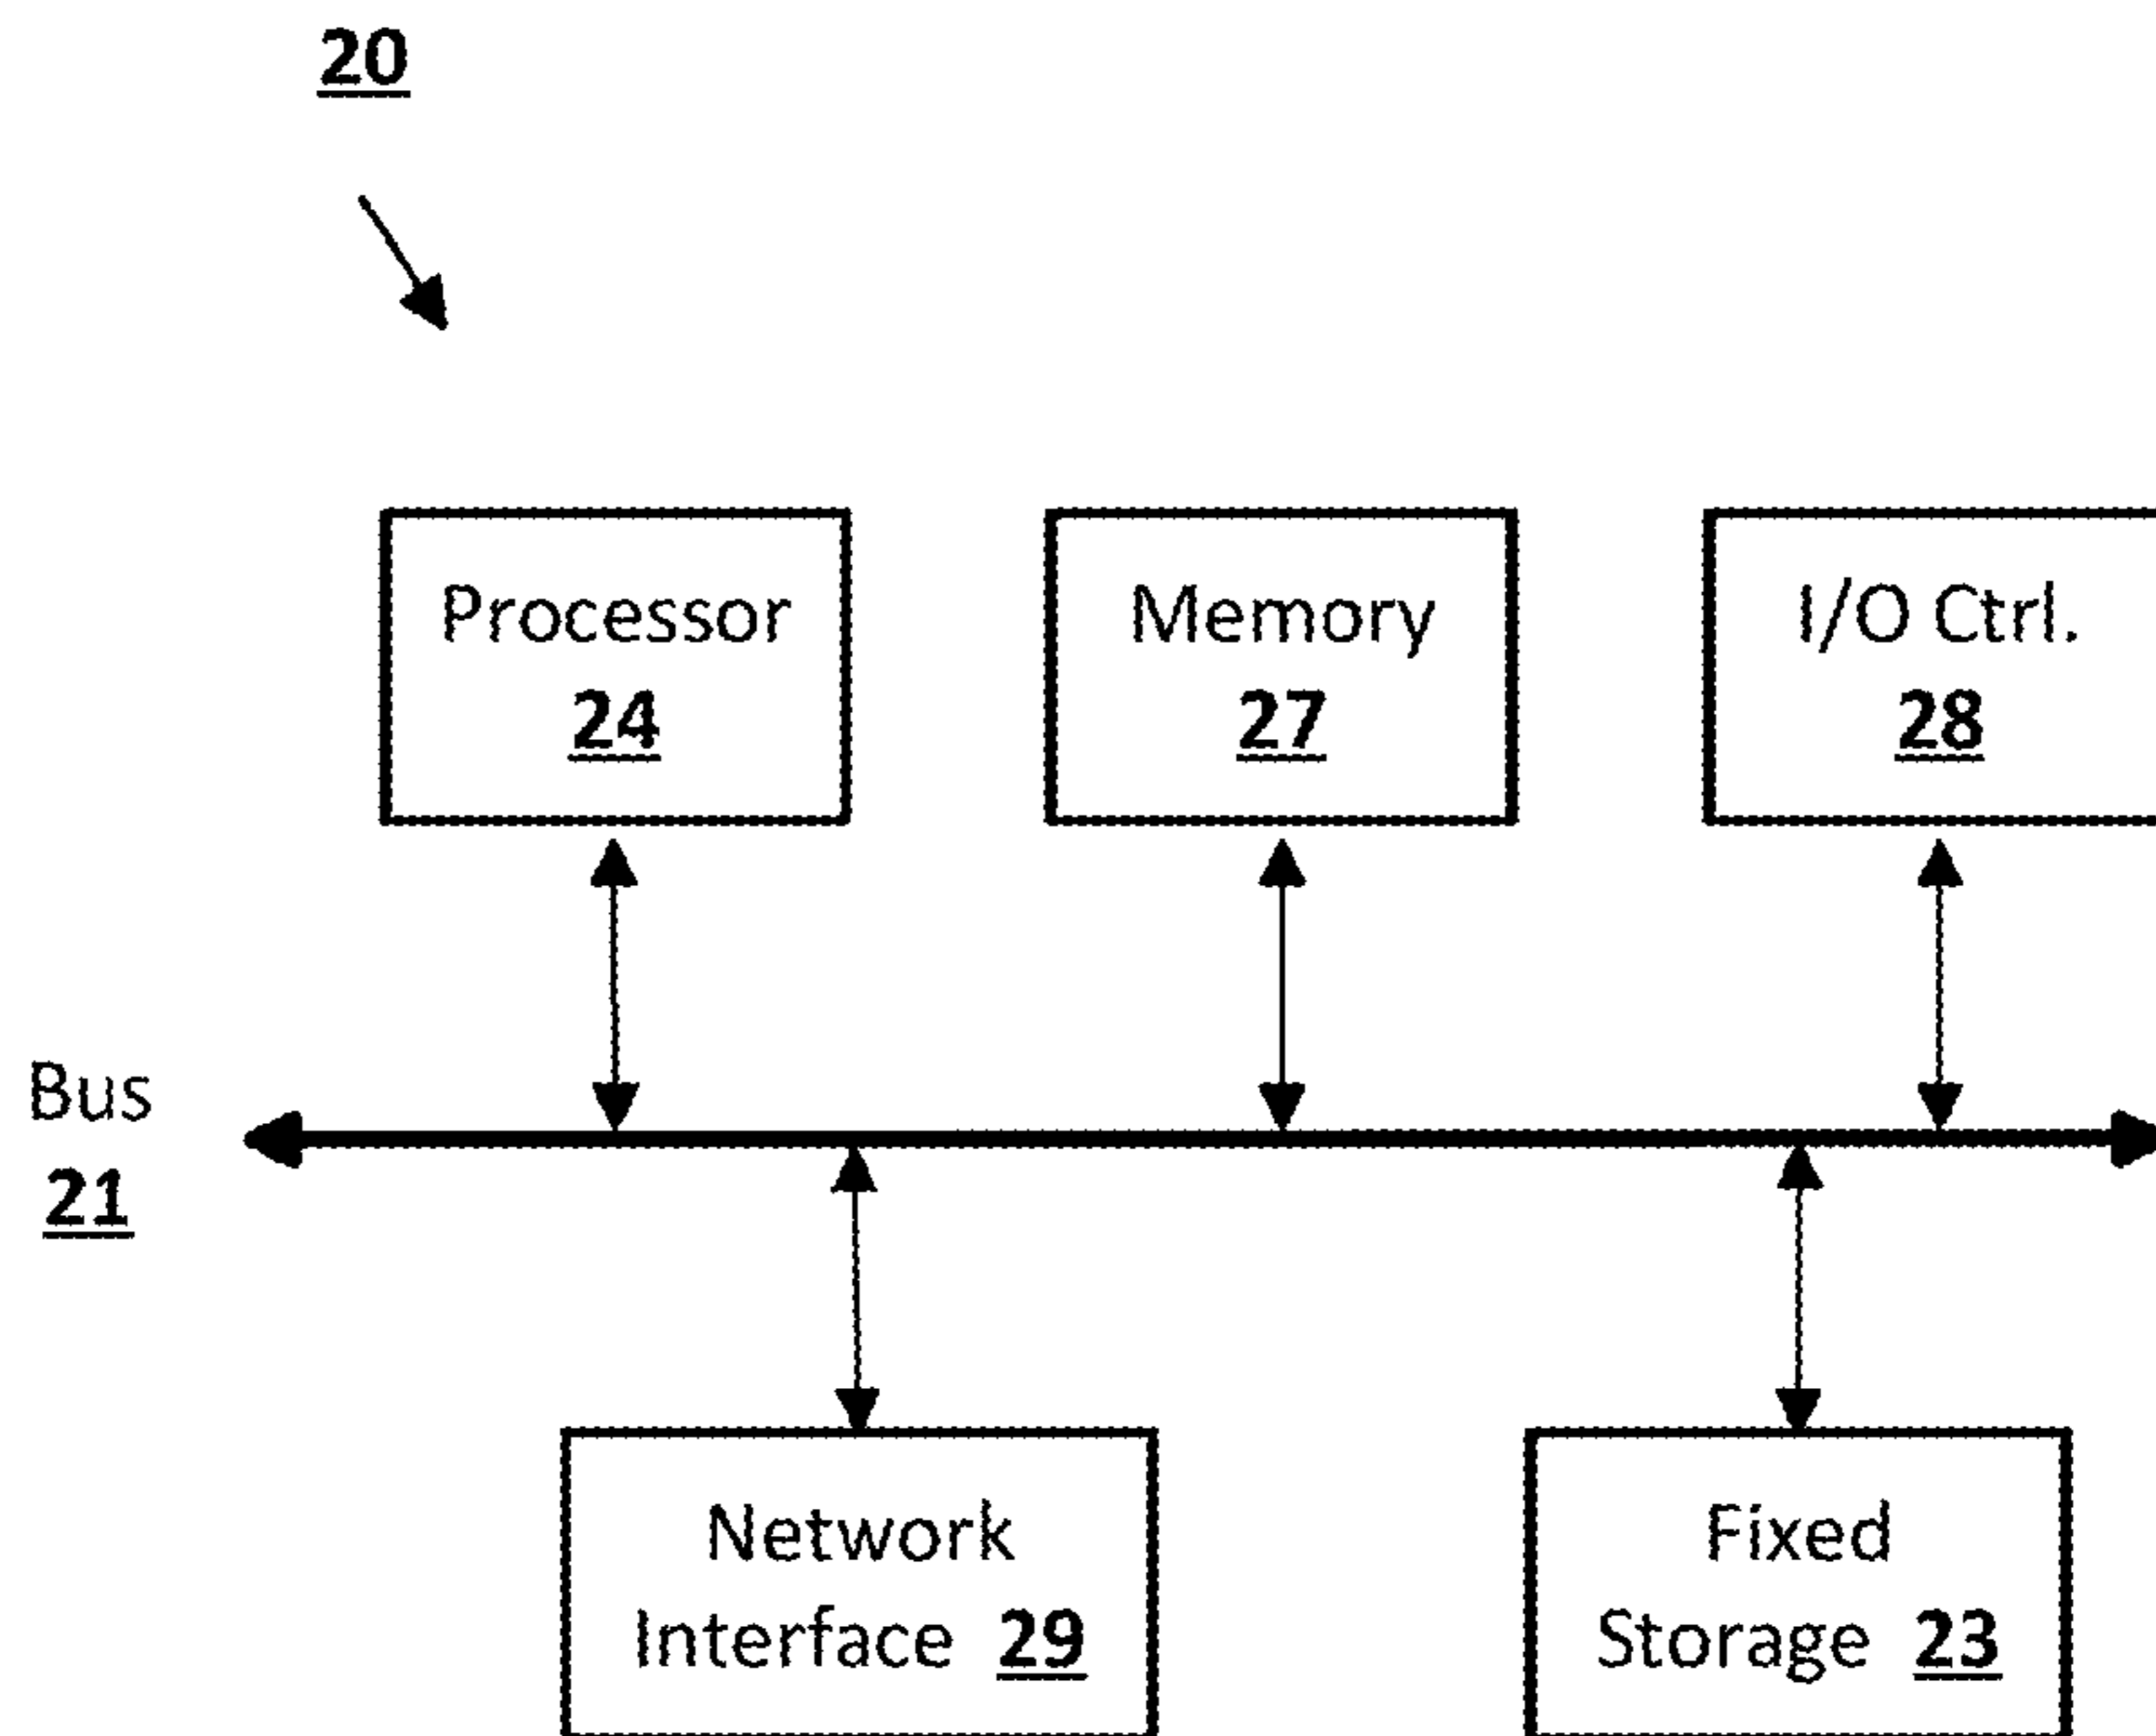 20
Processor
24
Memory
27
I/O Ctrl.
28
Bus
21
Network
Interface 29
Fixed
Storage 23